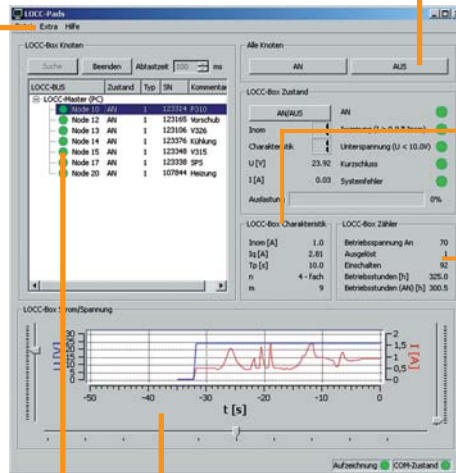 LOCC-Pads
Extra Hilfe
LOCC-Box Knoten
Suche Beenden Abtastzeit 100 ms
LOCC-BUS Zustand Typ SN Kommentar
LOCC-Master (PC)
Node 10 AN 1 123314 P310
Node 12 AN 1 123165 Vorschub
Node 13 AN 1 123106 V326
Node 14 AN 1 123376 Kühlung
Node 15 AN 1 123348 V315
Node 17 AN 1 123338 SPS
Node 20 AN 1 107844 Heizung
Alle Knoten
AN AUS
LOCC-Box Zustand
AN/AUS AN
Inom
Charakteristik Unterspannung (U < 10.0V)
U [V] 23.92 Kurzschluss
I [A] 0.03 Systemfehler
Auslastung 0%
LOCC-Box Charakteristik
Inom [A] 1.0
Iq [A] 2.81
Tp [s] 10.0
n 4 - fach
m 9
LOCC-Box Zähler
Betriebsspannung An 70
Ausgelöst 1
Einschalten 92
Betriebsstunden [h] 325.0
Betriebsstunden (AN) [h] 300.5
LOCC-Box Strom/Spannung
U [V]
30
2
1,5
1
0,5
0
I [A]
-50 -40 -30 -20 -10 0
t [s]
Aufzeichnung COM-Zustand